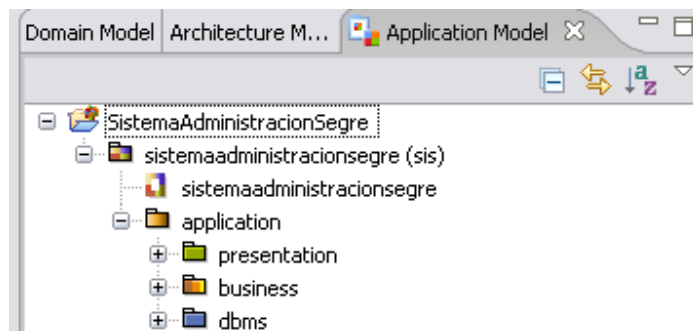 Domain Model Architecture M... Application Model
SistemaAdministracionSegre
sistemaadministracionsegre (sis)
sistemaadministracionsegre
application
presentation
business
dbms